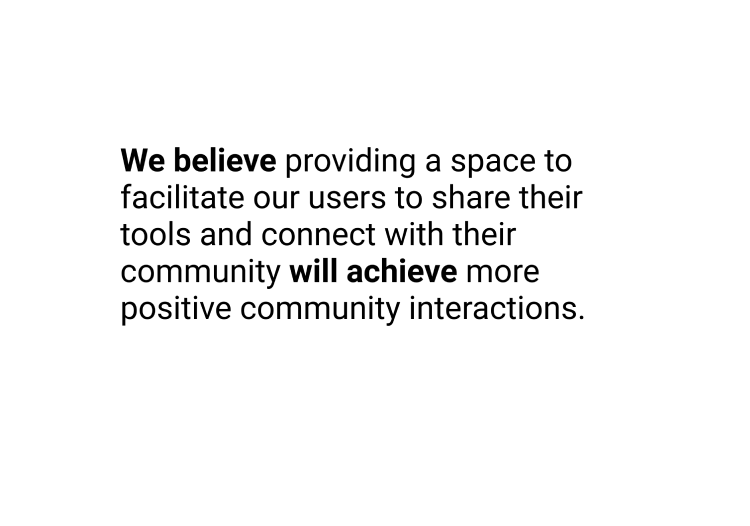 We believe providing a space to
facilitate our users to share their
tools and connect with their
community will achieve more
positive community interactions.